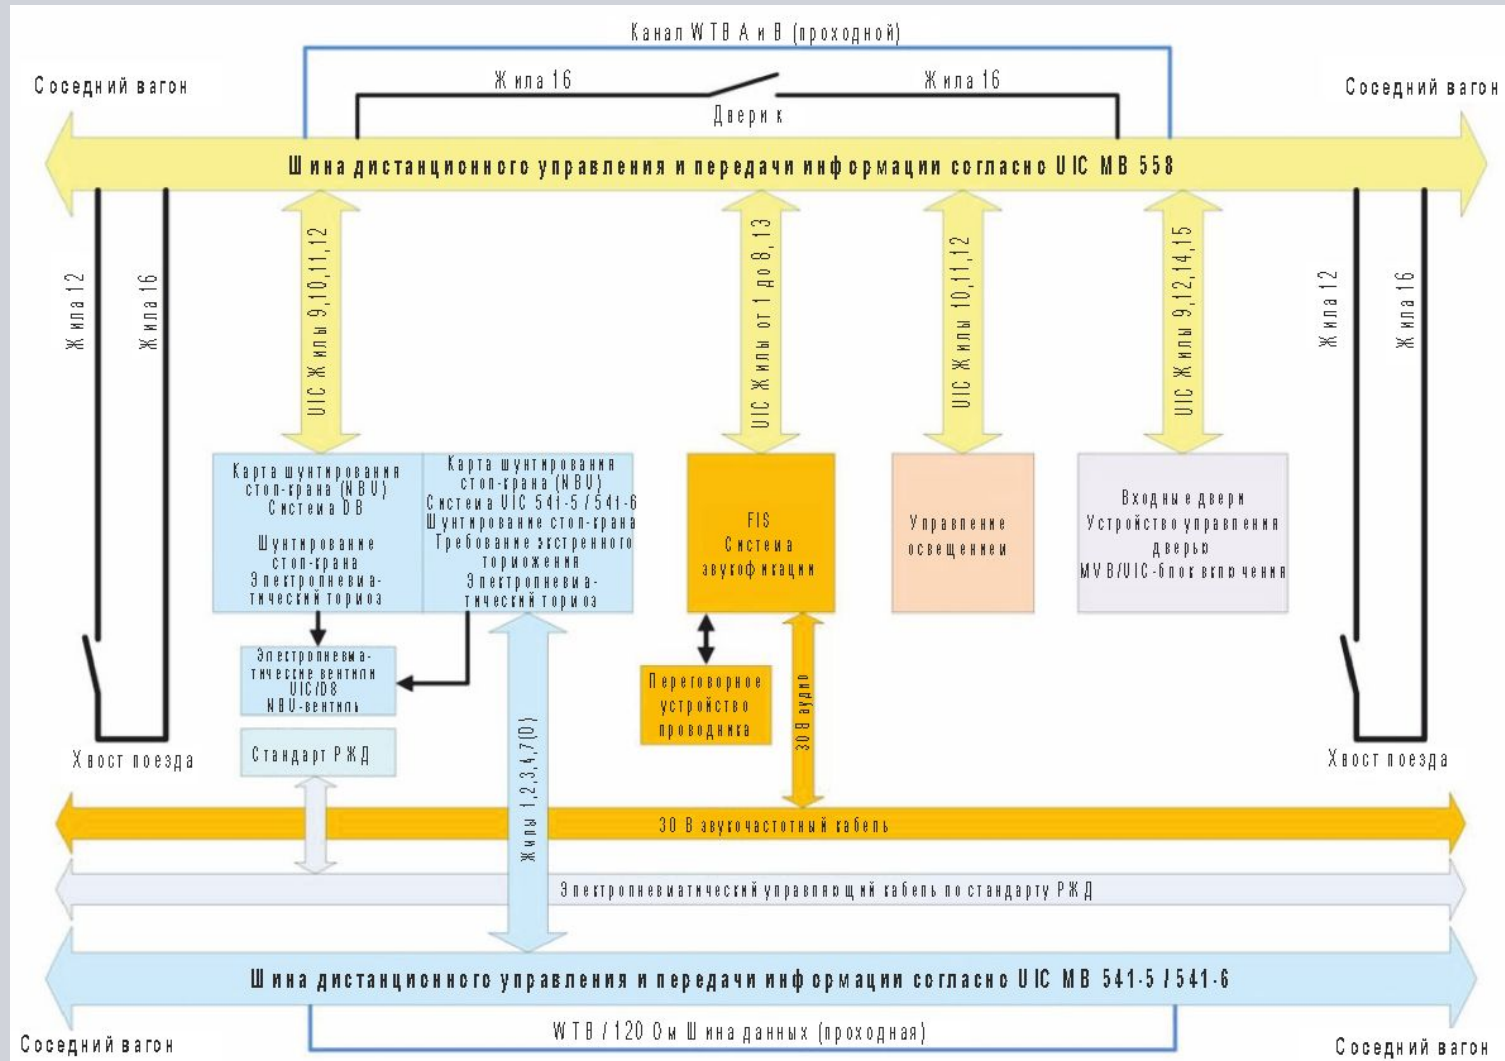 Канал WTB A и B (проходной)
Соседний вагон
Жила 16
Жила 16
Соседний вагон
Двери к
Шина дистанционного управления и передачи информации согласно UIC MB 558
Жила 12
Жила 16
UIC Жилы 9,10,11,12
UIC Жилы от 1 до 8, 13
UIC Жилы 10,11,12
UIC Жилы 9,12,14,15
Жила 12
Жила 16
Карта шунтирования
стоп-крана (NBU)
Система DB
Шунтирование
стоп-крана
Электропневма-
тический тормоз
Карта шунтирования
стоп-крана (NBU)
Система UIC 541-5 / 541-6
Шунтирование стоп-крана
Требование экстренного
торможения
Электропневма-
тический тормоз
FIS
Система
звукофикации
Управление
освещением
Входные двери
Устройство управления
дверью
MVB/UIC-блок включения
Электропневма-
тические вентили
UIC/DB
NBU-вентиль
Переговорное
устройство
проводника
30 В аудио
Стандарт РЖД
Жилы 1,2,3,4,7(0)
Хвост поезда
Хвост поезда
30 В звукочастотный кабель
Электропневматический управляющий кабель по стандарту РЖД
Шина дистанционного управления и передачи информации согласно UIC MB 541-5 / 541-6
WTB / 120 Ом Шина данных (проходная)
Соседний вагон
Соседний вагон